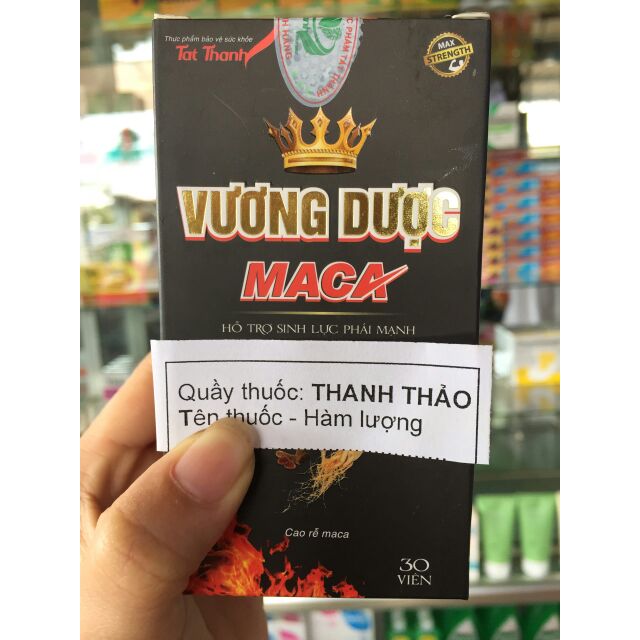 Thực phẩm bảo vệ sức khỏe
Tất Thành
MAX
STRENGTH
VƯƠNG DƯỢC
MACA
HỖ TRỢ SINH LỰC PHÁI MẠNH
Quầy thuốc: THANH THẢO
Tên thuốc - Hàm lượng
Cao rễ maca
30
VIÊN